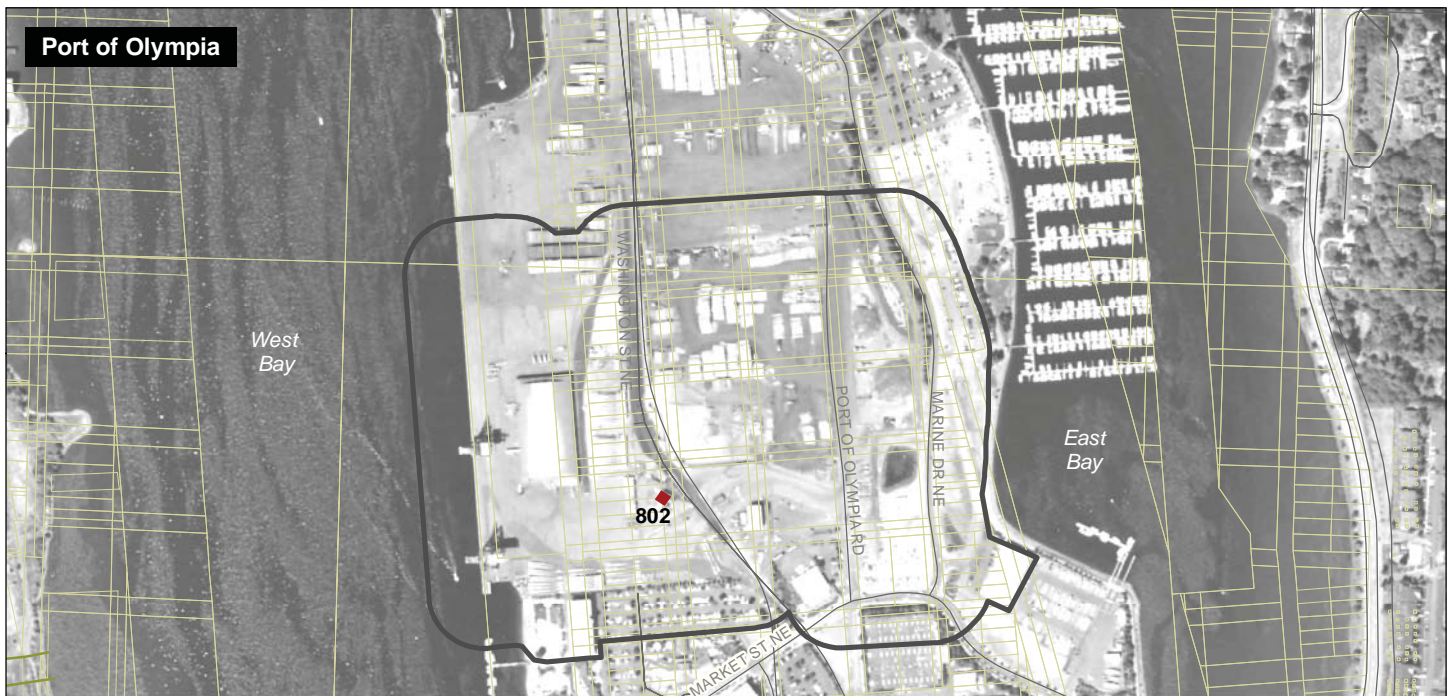 Port of Olympia
WASHINGTON ST NE
West
Bay
PORT OF OLYMPIA RD
MARINE DR NE
East
Bay
802
MARKET ST NE